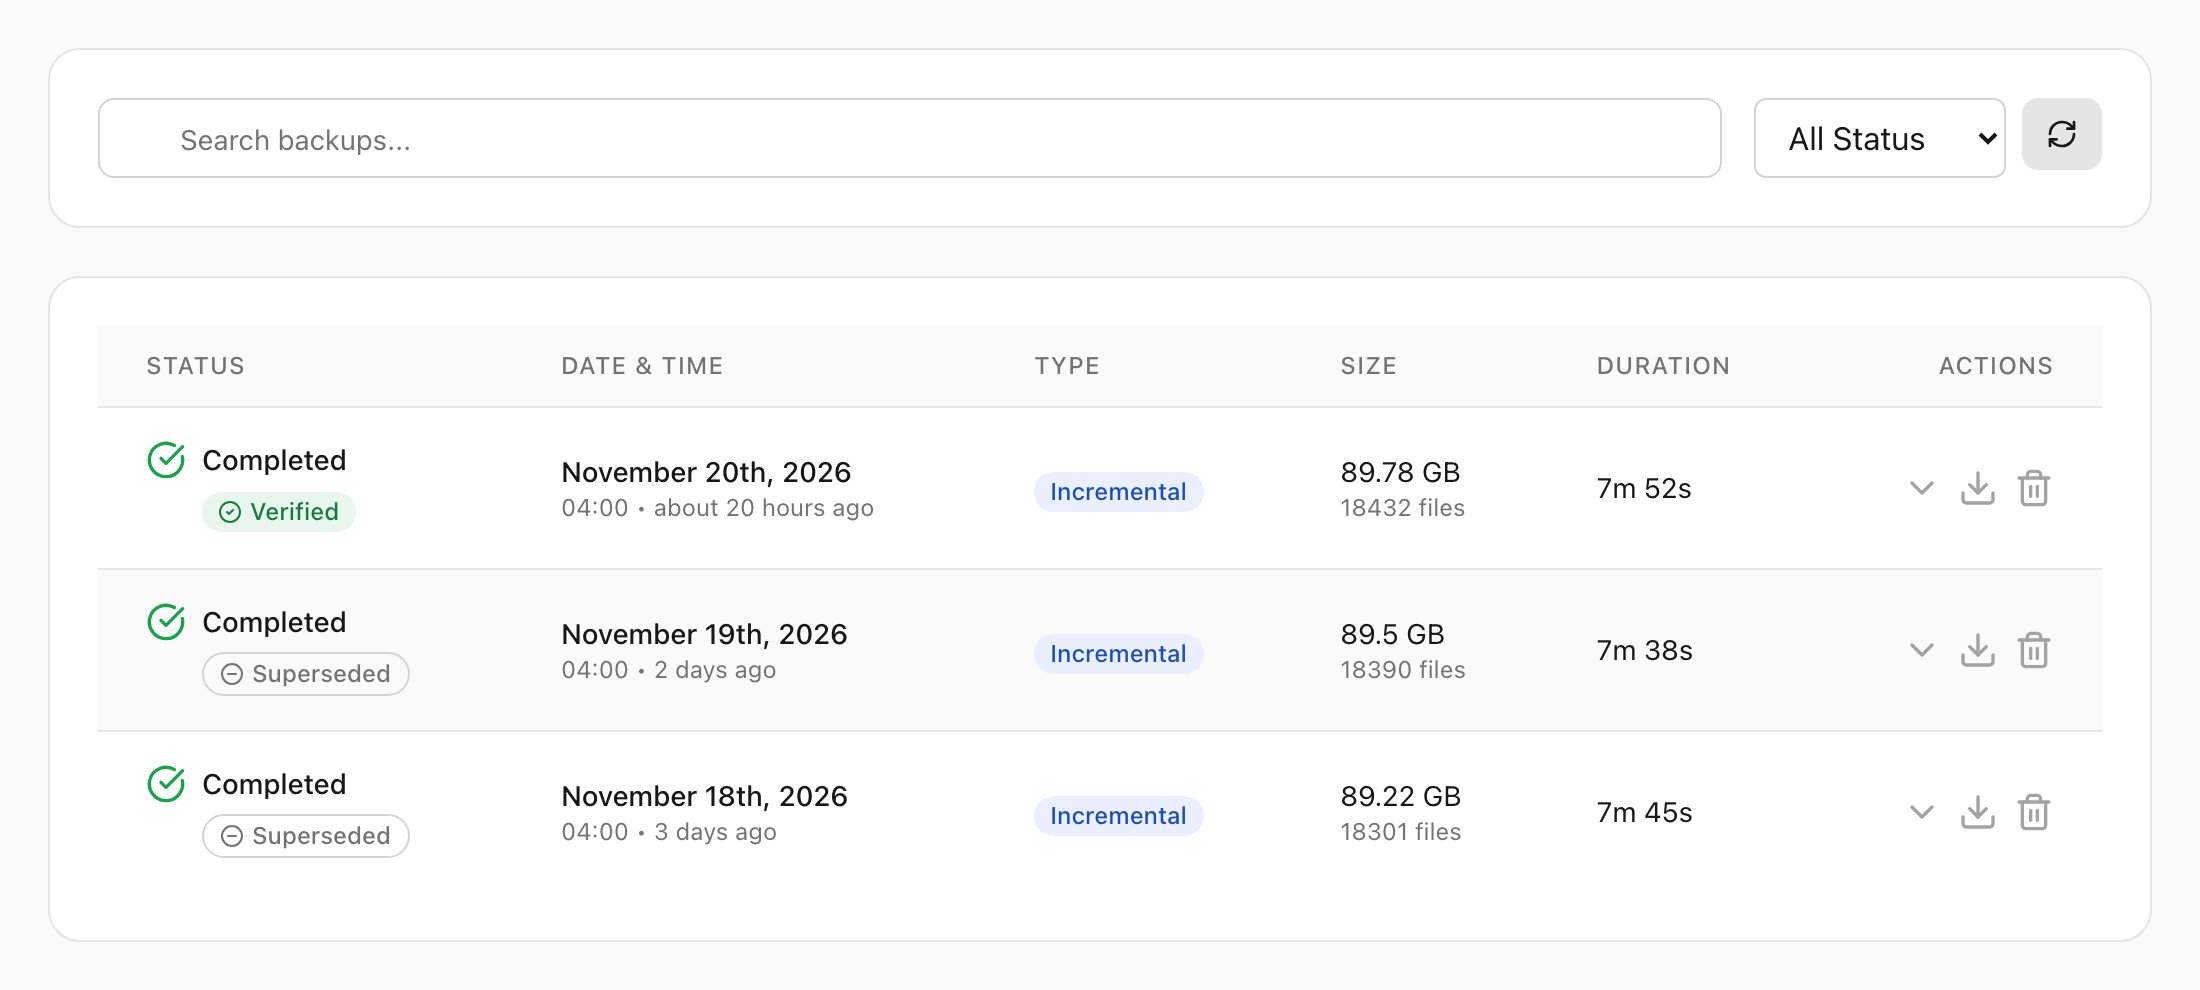 Search backups...
All Status
STATUS DATE & TIME TYPE SIZE DURATION ACTIONS
Completed
Verified
November 20th, 2026
04:00 • about 20 hours ago
Incremental
89.78 GB
18432 files
7m 52s
Completed
Superseded
November 19th, 2026
04:00 • 2 days ago
Incremental
89.5 GB
18390 files
7m 38s
Completed
Superseded
November 18th, 2026
04:00 • 3 days ago
Incremental
89.22 GB
18301 files
7m 45s